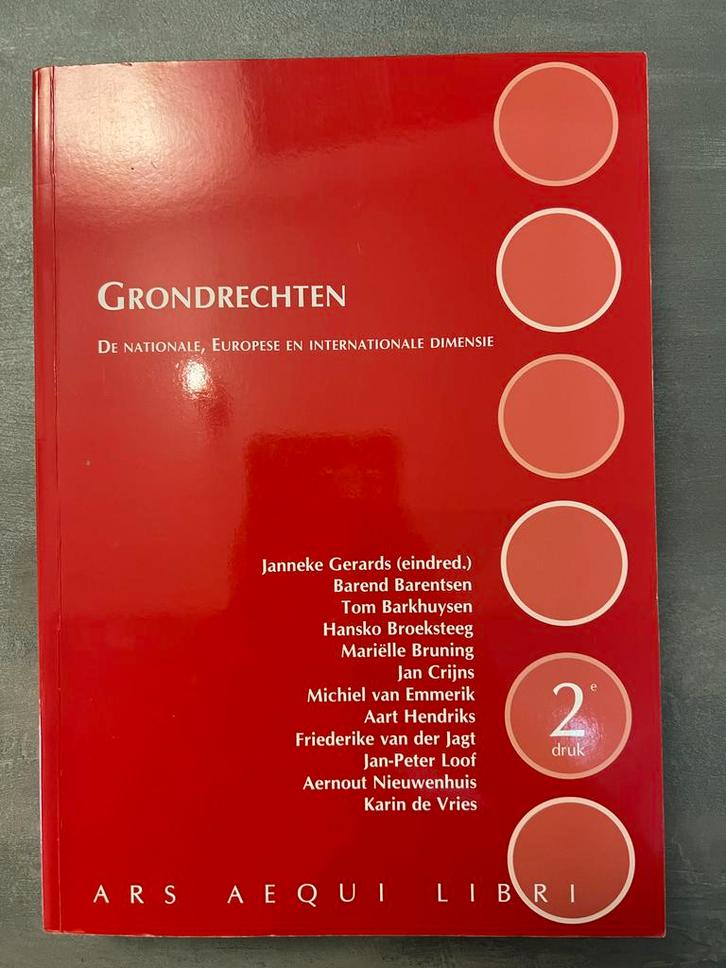 GRONDRECHTEN
DE NATIONALE, EUROPESE EN INTERNATIONALE DIMENSIE
Janneke Gerards (eindred.)
Barend Barentsen
Tom Barkhuysen
Hansko Broeksteeg
Mariëlle Bruning
Jan Crijns
Michiel van Emmerik
Aart Hendriks
Friederike van der Jagt
Jan-Peter Loof
Aernout Nieuwenhuis
Karin de Vries
2e
druk
ARS AEQUI LIBRI